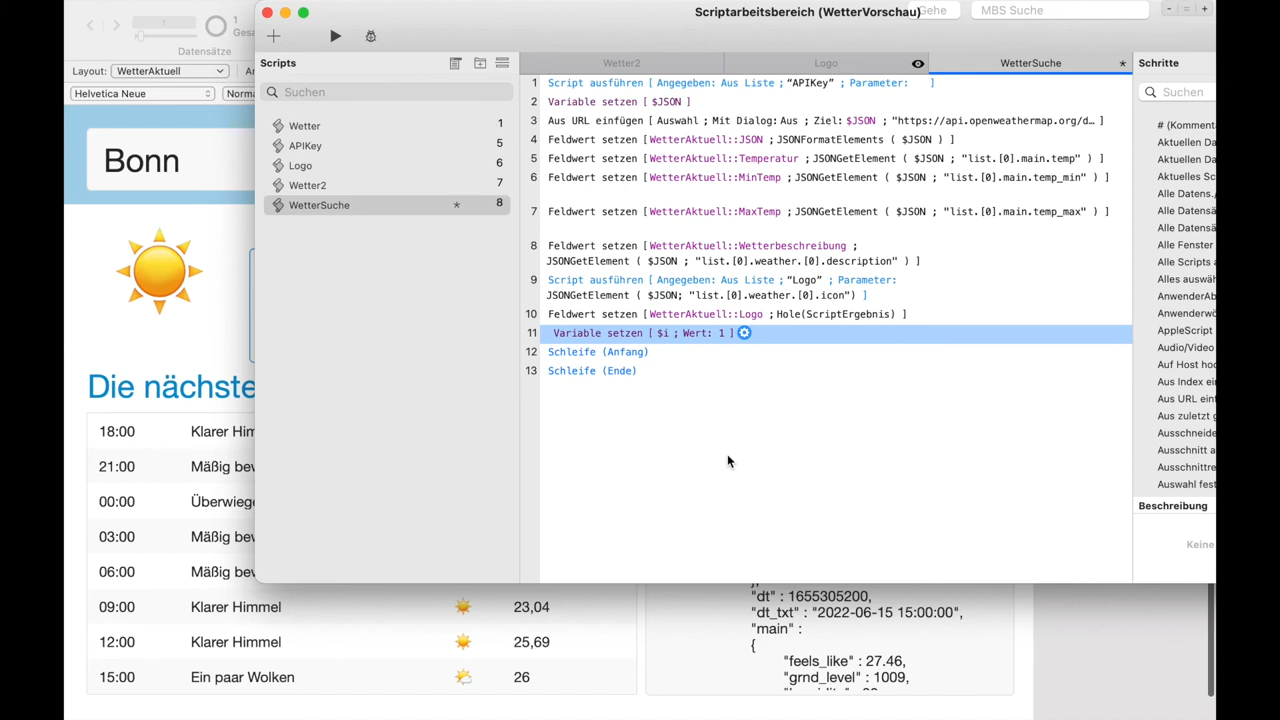 Scriptarbeitsbereich (WetterVorschau)
Gehe
MBS Suche
1
Datensätze
Layout: WetterAktuell
Helvetica Neue
Scripts
Suchen
Wetter 1
APIKey 5
Logo 6
Wetter2 7
WetterSuche * 8
Wetter2
Logo
WetterSuche *
1 Script ausführen [ Angegeben: Aus Liste ; “APIKey” ; Parameter: ]
2 Variable setzen [ $JSON ]
3 Aus URL einfügen [ Auswahl ; Mit Dialog: Aus ; Ziel: $JSON ; "https://api.openweathermap.org/d… ]
4 Feldwert setzen [ WetterAktuell::JSON ; JSONFormatElements ( $JSON ) ]
5 Feldwert setzen [ WetterAktuell::Temperatur ; JSONGetElement ( $JSON ; "list.[0].main.temp" ) ]
6 Feldwert setzen [ WetterAktuell::MinTemp ; JSONGetElement ( $JSON ; "list.[0].main.temp_min" ) ]
7 Feldwert setzen [ WetterAktuell::MaxTemp ; JSONGetElement ( $JSON ; "list.[0].main.temp_max" ) ]
8 Feldwert setzen [ WetterAktuell::Wetterbeschreibung ;
JSONGetElement ( $JSON ; "list.[0].weather.[0].description" ) ]
9 Script ausführen [ Angegeben: Aus Liste ; “Logo” ; Parameter:
JSONGetElement ( $JSON; "list.[0].weather.[0].icon") ]
10 Feldwert setzen [ WetterAktuell::Logo ; Hole(ScriptErgebnis) ]
11 Variable setzen [ $i ; Wert: 1 ]
12 Schleife (Anfang)
13 Schleife (Ende)
Schritte
Suchen
# (Komment
Aktuellen Da
Aktuellen Da
Aktuelles Sc
Alle Datens./
Alle Datensä
Alle Fenster
Alle Scripts a
Alles auswäh
AnwenderAb
Anwenderwö
AppleScript
Audio/Video
Auf Host hoc
Aus Index ein
Aus URL einf
Aus zuletzt g
Ausschneide
Ausschnitt a
Ausschnittre
Auswahl fest
Beschreibung
Keine
Bonn
Die nächste
18:00 Klarer Him
21:00 Mäßig bew
00:00 Überwiege
03:00 Mäßig bew
06:00 Mäßig bew
09:00 Klarer Himmel 23,04
12:00 Klarer Himmel 25,69
15:00 Ein paar Wolken 26
"dt" : 1655305200,
"dt_txt" : "2022-06-15 15:00:00",
"main" :
{
"feels_like" : 27.46,
"grnd_level" : 1009,